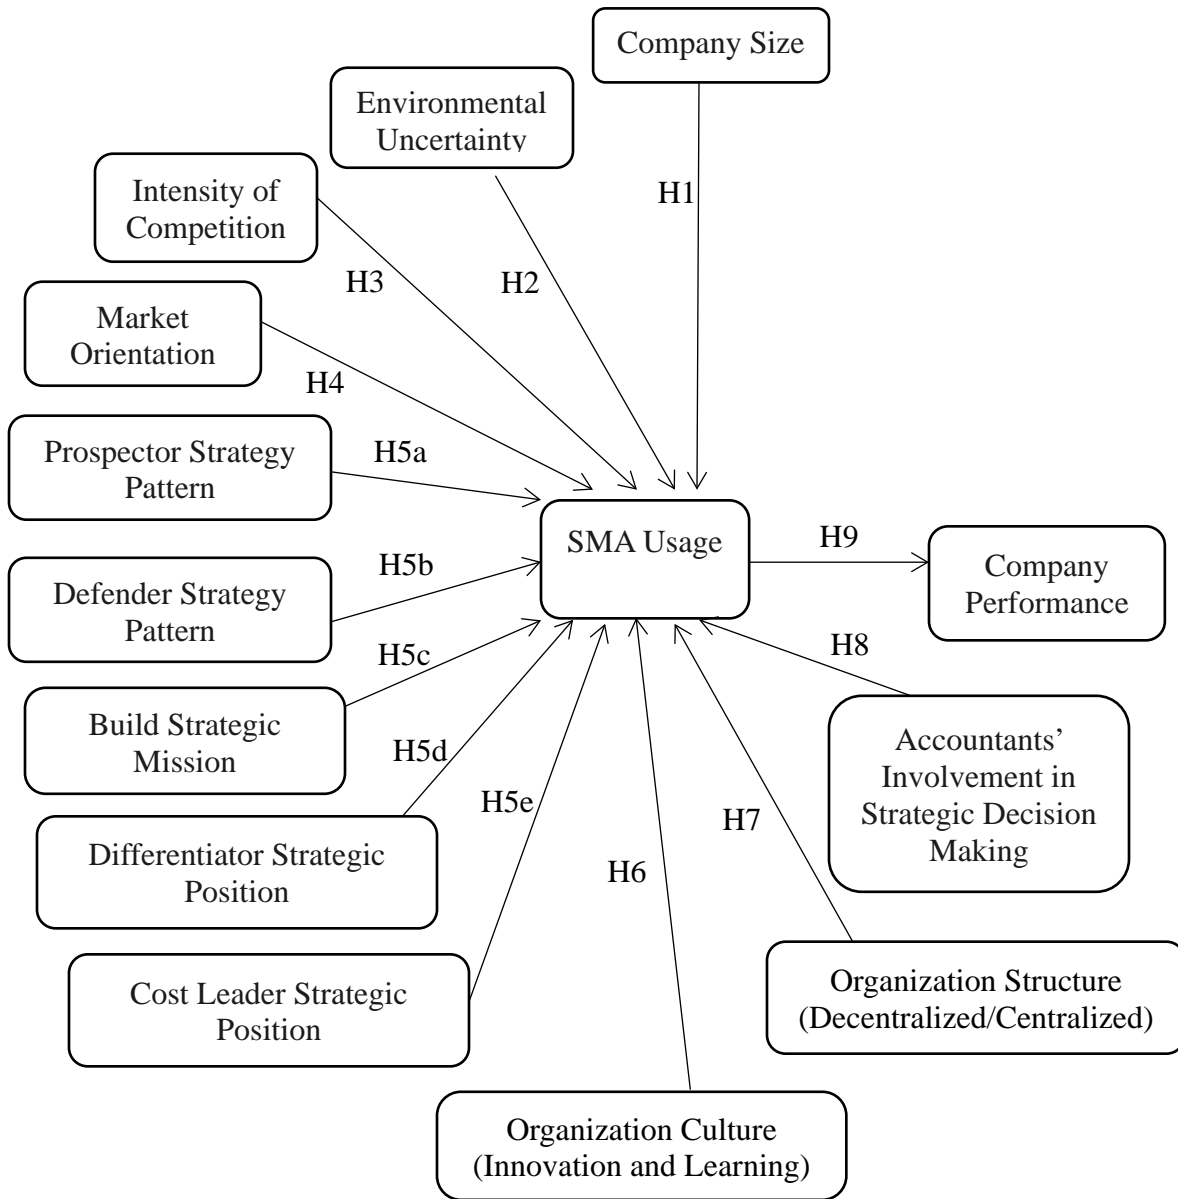 Company Size
Environmental
Uncertainty
H1
Intensity of
Competition
H3
H2
Market
Orientation
H4
Prospector Strategy
Pattern
H5a
SMA Usage
H9
Company
Performance
Defender Strategy
Pattern
H5b
H5c
H8
Build Strategic
Mission
H5d
Accountants’
Involvement in
Strategic Decision
Making
H5e
H7
Differentiator Strategic
Position
H6
Cost Leader Strategic
Position
Organization Structure
(Decentralized/Centralized)
Organization Culture
(Innovation and Learning)